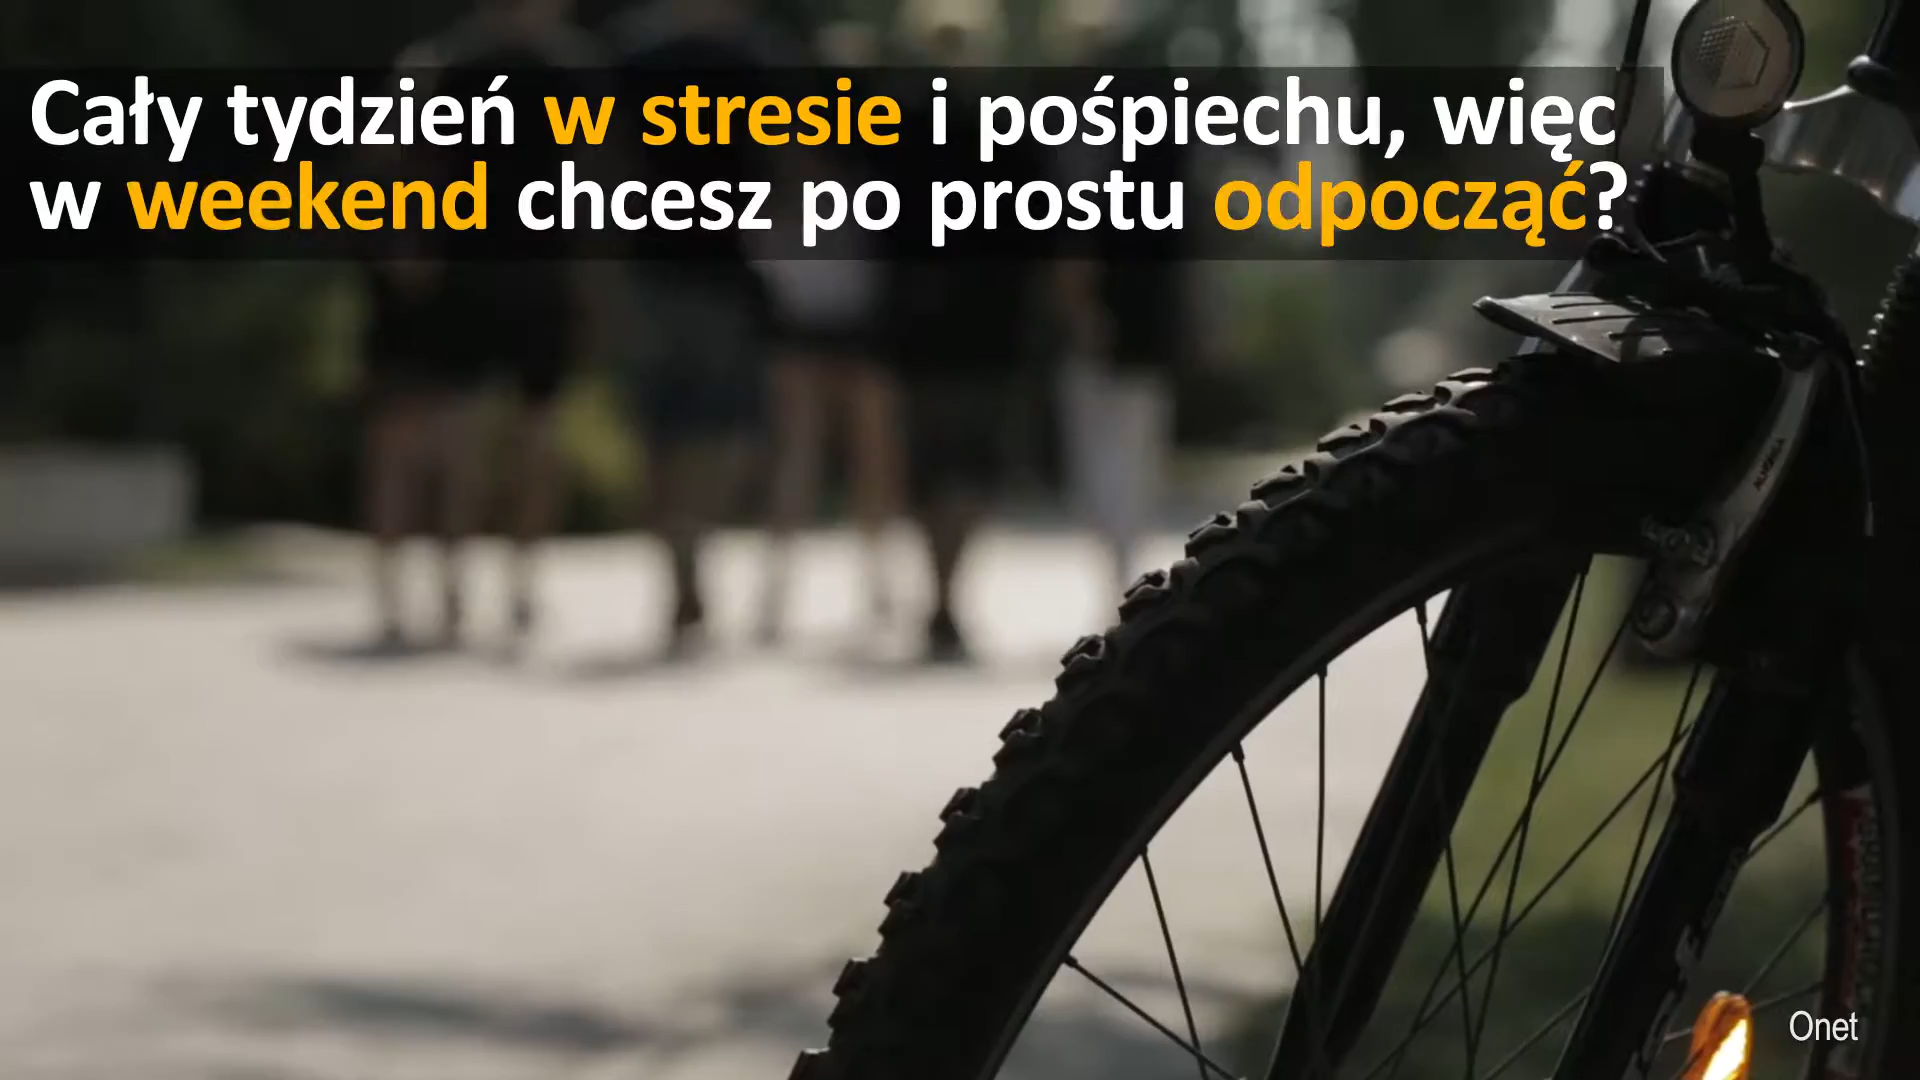 Cały tydzień w stresie i pośpiechu, więc
w weekend chcesz po prostu odpocząć?
Onet